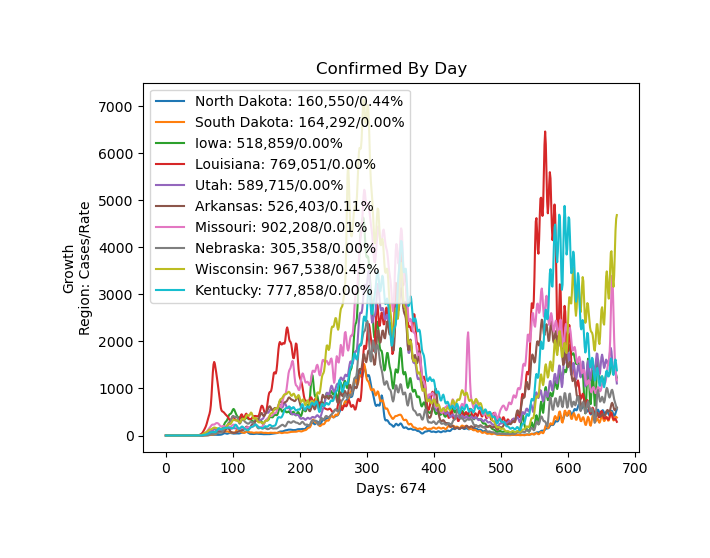 Confirmed By Day
North Dakota: 160,550/0.44%
South Dakota: 164,292/0.00%
Iowa: 518,859/0.00%
Louisiana: 769,051/0.00%
Utah: 589,715/0.00%
Arkansas: 526,403/0.11%
Missouri: 902,208/0.01%
Nebraska: 305,358/0.00%
Wisconsin: 967,538/0.45%
Kentucky: 777,858/0.00%
7000
6000
5000
4000
3000
2000
1000
0
Growth
Region: Cases/Rate
0 100 200 300 400 500 600 700
Days: 674